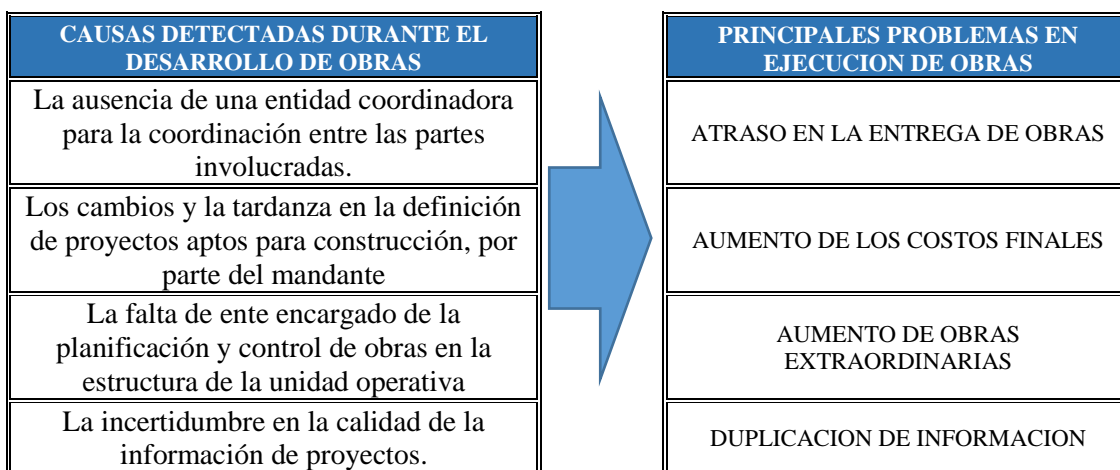 CAUSAS DETECTADAS DURANTE EL
DESARROLLO DE OBRAS
La ausencia de una entidad coordinadora
para la coordinación entre las partes
involucradas.
Los cambios y la tardanza en la definición
de proyectos aptos para construcción, por
parte del mandante
La falta de ente encargado de la
planificación y control de obras en la
estructura de la unidad operativa
La incertidumbre en la calidad de la
información de proyectos.
PRINCIPALES PROBLEMAS EN
EJECUCION DE OBRAS
ATRASO EN LA ENTREGA DE OBRAS
AUMENTO DE LOS COSTOS FINALES
AUMENTO DE OBRAS
EXTRAORDINARIAS
DUPLICACION DE INFORMACION